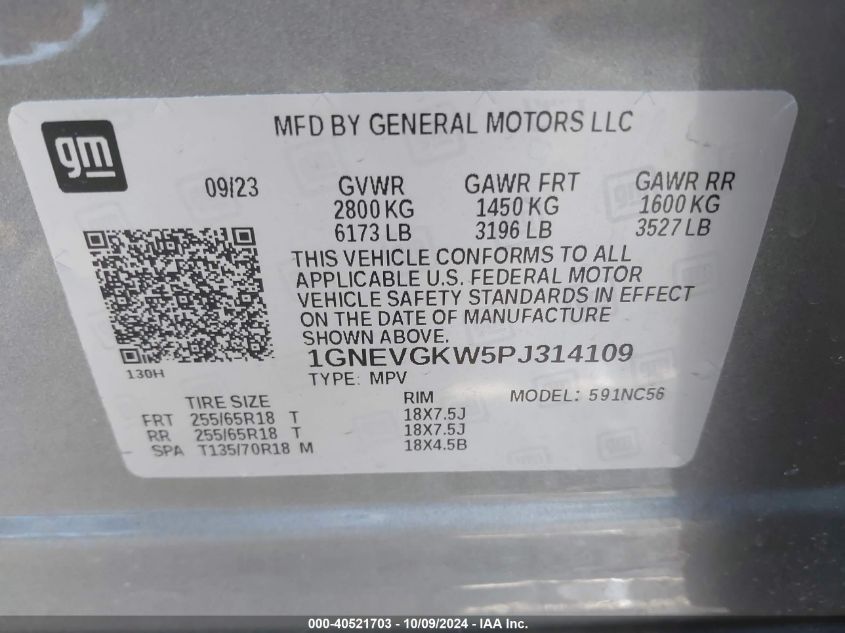 MFD BY GENERAL MOTORS LLC
gm
09/23 GVWR GAWR FRT GAWR RR
2800 KG 1450 KG 1600 KG
6173 LB 3196 LB 3527 LB
THIS VEHICLE CONFORMS TO ALL
APPLICABLE U.S. FEDERAL MOTOR
VEHICLE SAFETY STANDARDS IN EFFECT
ON THE DATE OF MANUFACTURE
SHOWN ABOVE.
1GNEVGKW5PJ314109
130H
TYPE: MPV MODEL: 591NC56
TIRE SIZE RIM
FRT 255/65R18 T 18X7.5J
RR 255/65R18 T 18X7.5J
SPA T135/70R18 M 18X4.5B
000-40521703 - 10/09/2024 - IAA Inc.